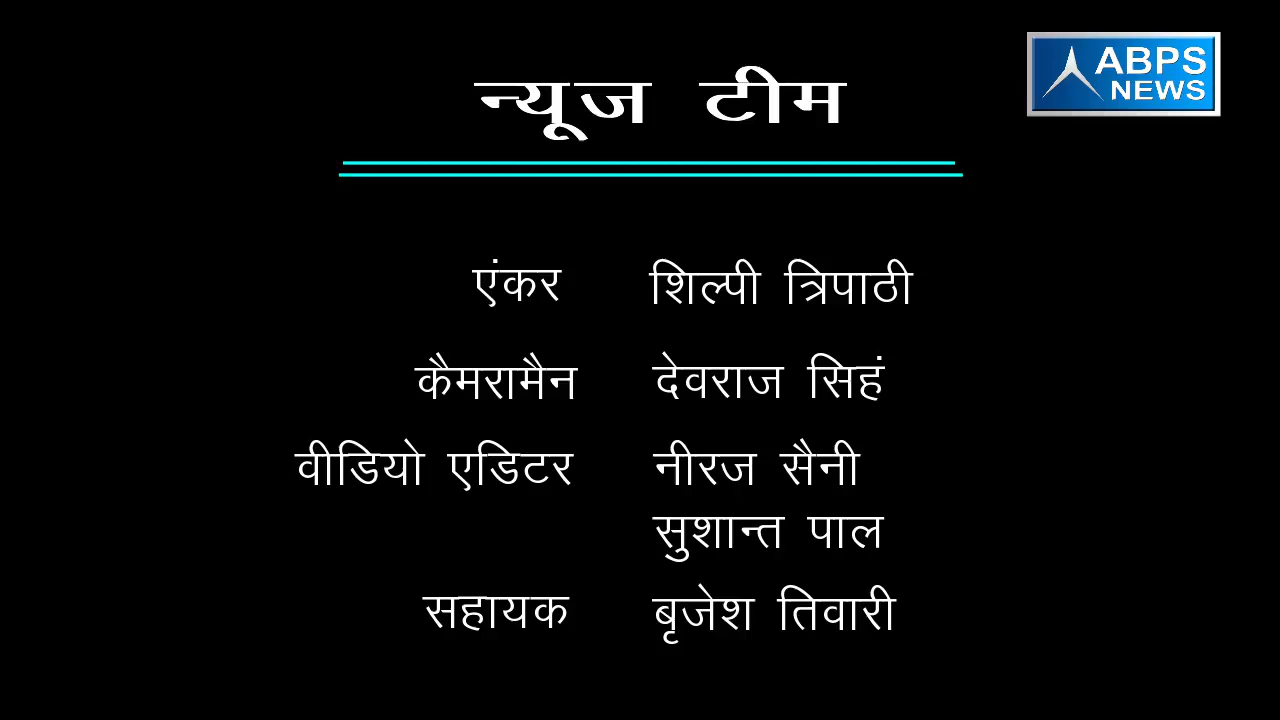 ABPS
NEWS
न्यूज टीम
एंकर शिल्पी त्रिपाठी
कैमरामैन देवराज सिहं
वीडियो एडिटर नीरज सैनी
सुशान्त पाल
सहायक बृजेश तिवारी